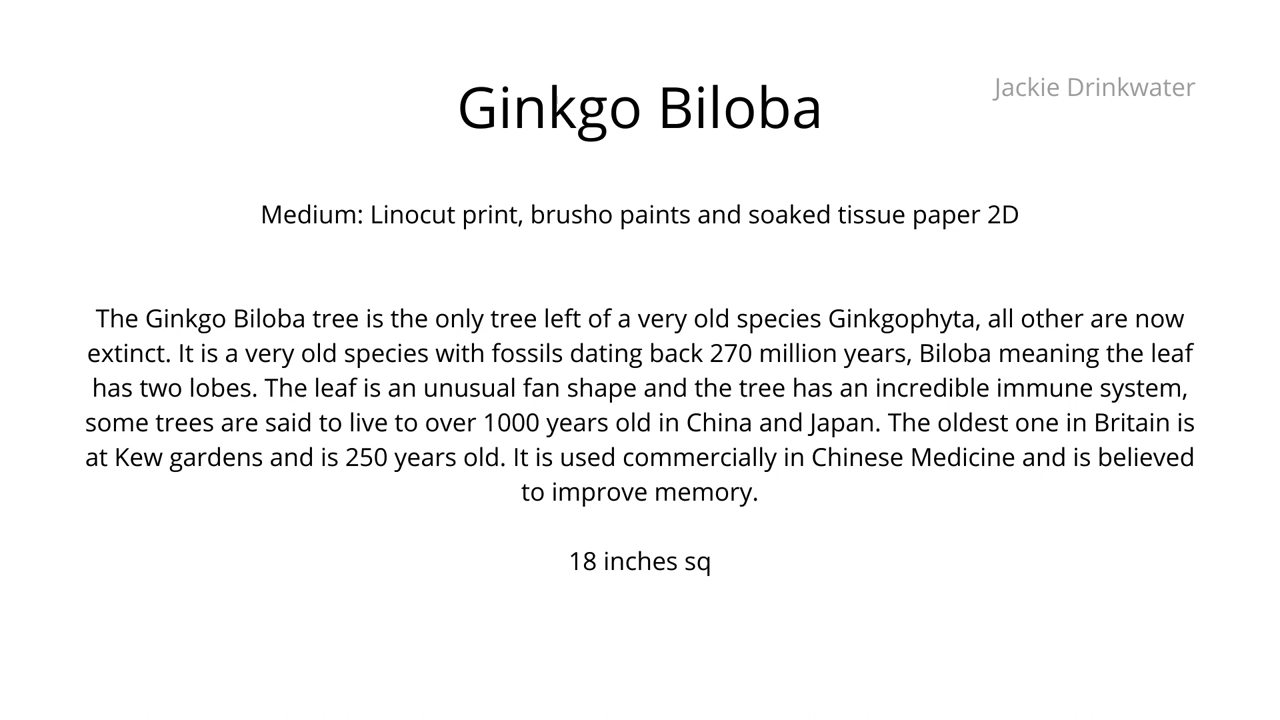 Jackie Drinkwater
Ginkgo Biloba
Medium: Linocut print, brusho paints and soaked tissue paper 2D
The Ginkgo Biloba tree is the only tree left of a very old species Ginkgophyta, all other are now
extinct. It is a very old species with fossils dating back 270 million years, Biloba meaning the leaf
has two lobes. The leaf is an unusual fan shape and the tree has an incredible immune system,
some trees are said to live to over 1000 years old in China and Japan. The oldest one in Britain is
at Kew gardens and is 250 years old. It is used commercially in Chinese Medicine and is believed
to improve memory.
18 inches sq